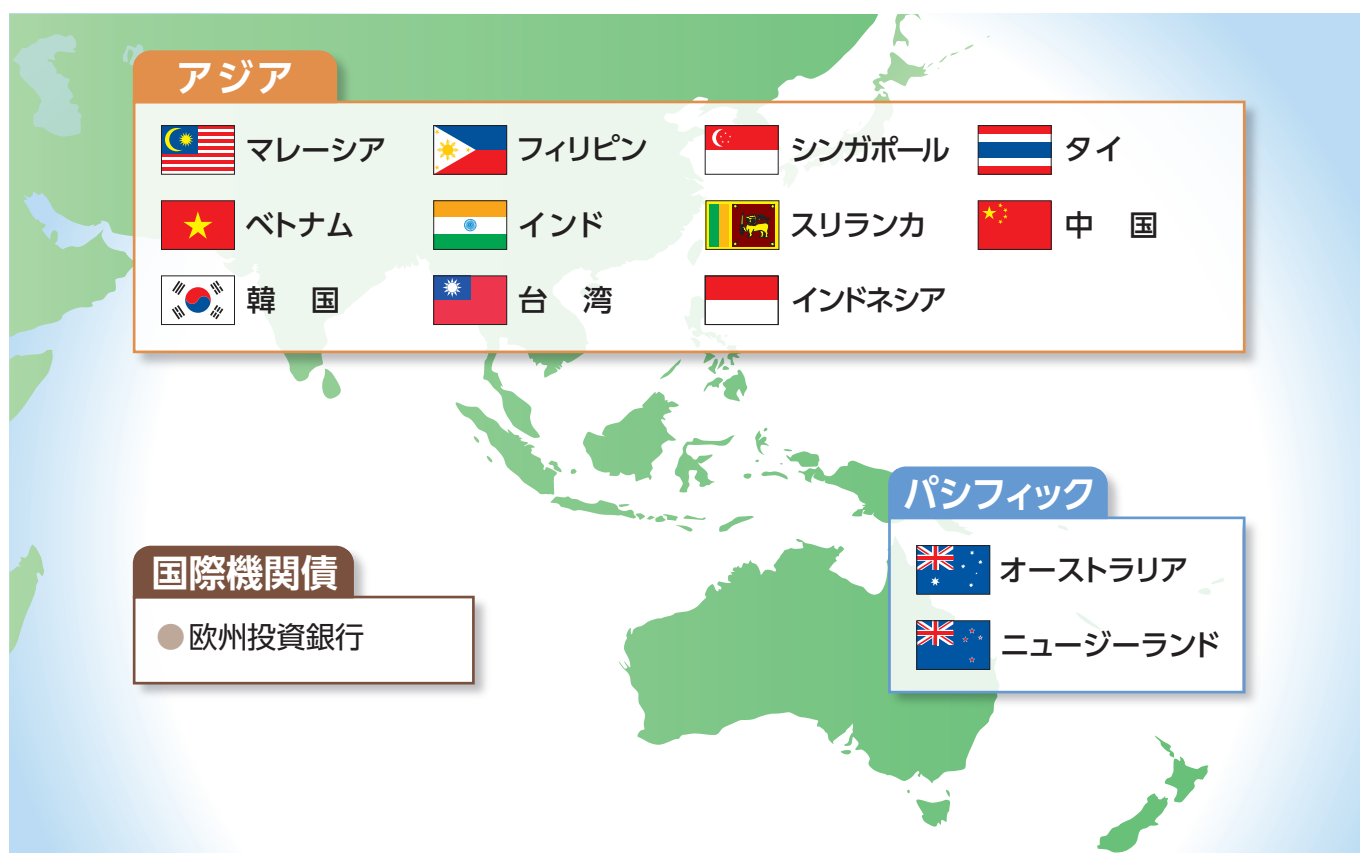 アジア
マレーシア フィリピン シンガポール タイ
ベトナム インド スリランカ 中 国
韓 国 台 湾 インドネシア
パシフィック
オーストラリア
ニュージーランド
国際機関債
●欧州投資銀行